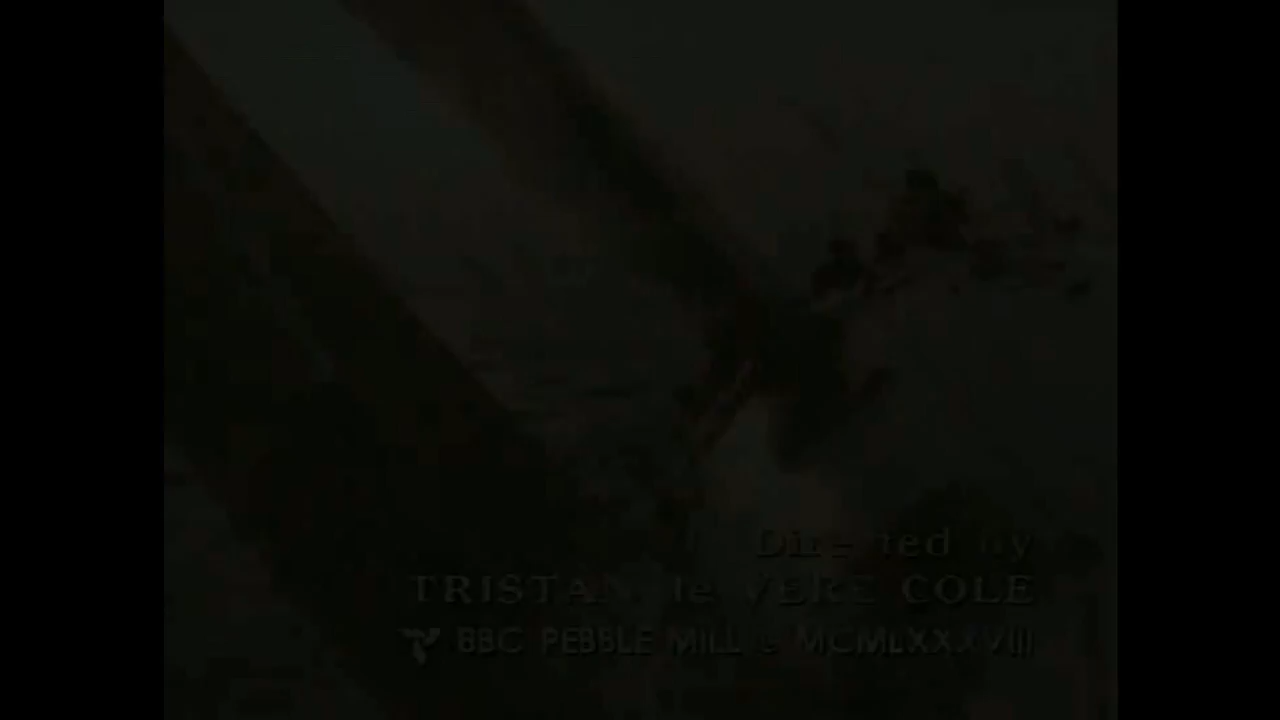 Directed by
TRISTAN de VERE COLE
BBC PEBBLE MILL © MCMLXXXVIII